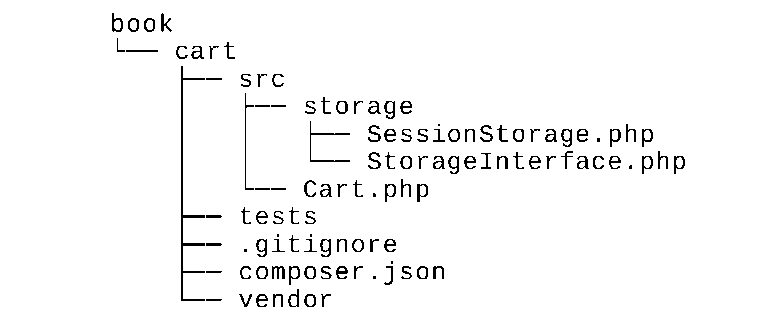 book
└── cart
├── src
├── storage
├── SessionStorage.php
└── StorageInterface.php
└── Cart.php
├── tests
├── .gitignore
├── composer.json
└── vendor